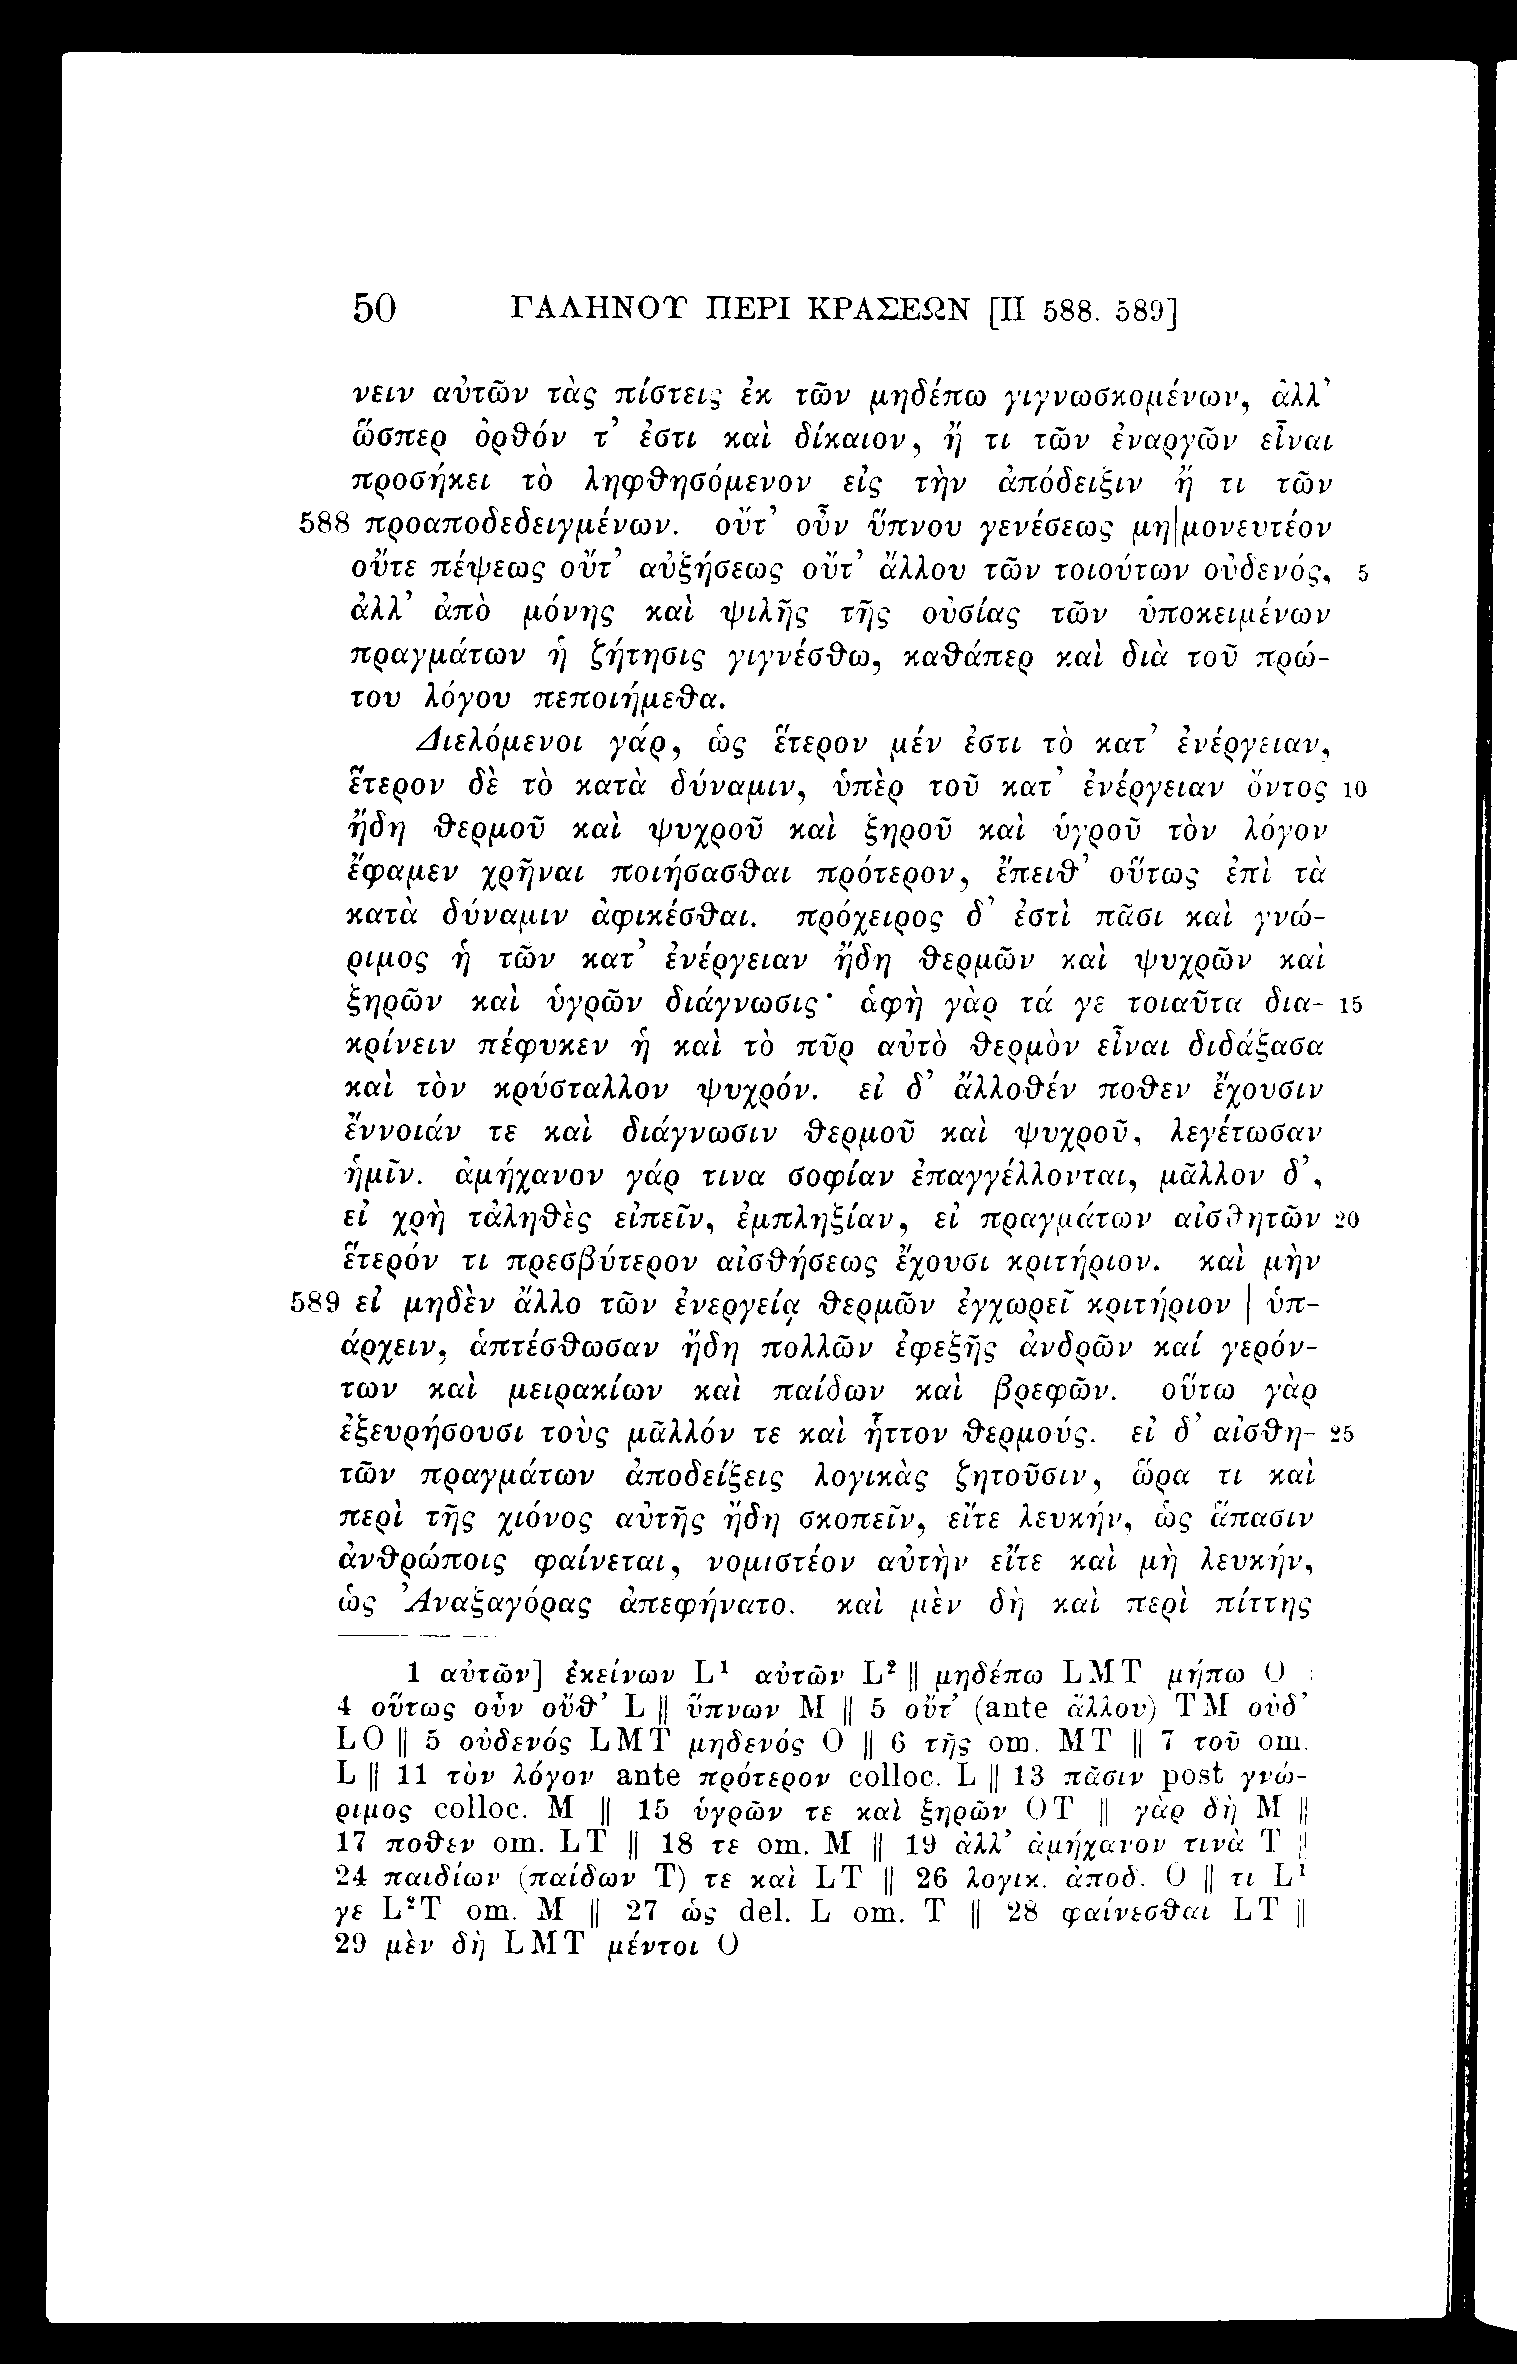 50 ΓΑΛΗΝΟΥ ΠΕΡΙ ΚΡΑΣΕΩΝ [II 588. 589]
νειν αὐτῶν τὰς πίστεις ἐκ τῶν μηδέπω γιγνωσκομένων, ἀλλ’
ὥσπερ ὀρθόν τ’ ἐστι καὶ δίκαιον, ἤ τι τῶν ἐναργῶν εἶναι
προσήκει τὸ ληφθησόμενον εἰς τὴν ἀπόδειξιν ἤ τι τῶν
588 προαποδεδειγμένων. οὔτ’ οὖν ὕπνου γενέσεως μη|μονευτέον
οὔτε πέψεως οὔτ’ αὐξήσεως οὔτ’ ἄλλου τῶν τοιούτων οὐδενός, 5
ἀλλ’ ἀπὸ μόνης καὶ ψιλῆς τῆς οὐσίας τῶν ὑποκειμένων
πραγμάτων ἡ ζήτησις γιγνέσθω, καθάπερ καὶ διὰ τοῦ πρώ-
του λόγου πεποιήμεθα.
Διελόμενοι γάρ, ὡς ἕτερον μέν ἐστι τὸ κατ’ ἐνέργειαν,
ἕτερον δὲ τὸ κατὰ δύναμιν, ὑπὲρ τοῦ κατ’ ἐνέργειαν ὄντος 10
ἤδη θερμοῦ καὶ ψυχροῦ καὶ ξηροῦ καὶ ὑγροῦ τὸν λόγον
ἔφαμεν χρῆναι ποιήσασθαι πρότερον, ἔπειθ’ οὕτως ἐπὶ τὰ
κατὰ δύναμιν ἀφικέσθαι. πρόχειρος δ’ ἐστὶ πᾶσι καὶ γνώ-
ριμος ἡ τῶν κατ’ ἐνέργειαν ἤδη θερμῶν καὶ ψυχρῶν καὶ
ξηρῶν καὶ ὑγρῶν διάγνωσις· ἁφὴ γὰρ τά γε τοιαῦτα δια- 15
κρίνειν πέφυκεν ἡ καὶ τὸ πῦρ αὐτὸ θερμὸν εἶναι διδάξασα
καὶ τὸν κρύσταλλον ψυχρόν. εἰ δ’ ἄλλοθέν ποθεν ἔχουσιν
ἔννοιάν τε καὶ διάγνωσιν θερμοῦ καὶ ψυχροῦ, λεγέτωσαν
ἡμῖν. ἀμήχανον γάρ τινα σοφίαν ἐπαγγέλλονται, μᾶλλον δ’,
εἰ χρὴ τἀληθὲς εἰπεῖν, ἐμπληξίαν, εἰ πραγμάτων αἰσθητῶν 20
ἕτερόν τι πρεσβύτερον αἰσθήσεως ἔχουσι κριτήριον. καὶ μὴν
589 εἰ μηδὲν ἄλλο τῶν ἐνεργείᾳ θερμῶν ἐγχωρεῖ κριτήριον | ὑπ-
άρχειν, ἁπτέσθωσαν ἤδη πολλῶν ἐφεξῆς ἀνδρῶν καί γερόν-
των καὶ μειρακίων καὶ παίδων καὶ βρεφῶν. οὕτω γὰρ
ἐξευρήσουσι τοὺς μᾶλλόν τε καὶ ἧττον θερμούς. εἰ δ’ αἰσθη- 25
τῶν πραγμάτων ἀποδείξεις λογικὰς ζητοῦσιν, ὥρα τι καὶ
περὶ τῆς χιόνος αὐτῆς ἤδη σκοπεῖν, εἴτε λευκήν, ὡς ἅπασιν
ἀνθρώποις φαίνεται, νομιστέον αὐτὴν εἴτε καὶ μὴ λευκήν,
ὡς Ἀναξαγόρας ἀπεφήνατο. καὶ μὲν δὴ καὶ περὶ πίττης
1 αὐτῶν] ἐκείνων L¹ αὐτῶν L² || μηδέπω LMT μήπω O
4 οὕτως οὖν οὔθ’ L || ὕπνων M || 5 οὔτ’ (ante ἄλλου) TM οὐδ’
LO || 5 οὐδενός LMT μηδενός O || 6 τῆς om. MT || 7 τοῦ om.
L || 11 τὸν λόγον ante πρότερον colloc. L || 13 πᾶσιν post γνώ-
ριμος colloc. M || 15 ὑγρῶν τε καὶ ξηρῶν OT || γὰρ δὴ M ||
17 ποθεν om. LT || 18 τε om. M || 19 ἀλλ’ ἀμήχανον τινὰ T ||
24 παιδίων (παίδων T) τε καὶ LT || 26 λογικ. ἀποδ. O || τι L¹
γε L²T om. M || 27 ὡς del. L om. T || 28 φαίνεσθαι LT ||
29 μὲν δὴ LMT μέντοι O